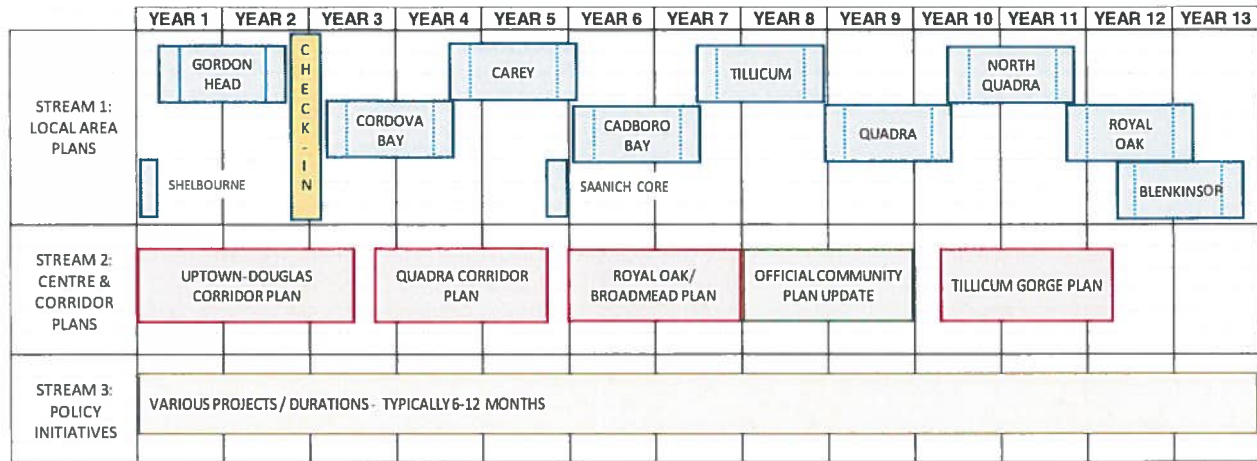 YEAR 1 YEAR 2 YEAR 3 YEAR 4 YEAR 5 YEAR 6 YEAR 7 YEAR 8 YEAR 9 YEAR 10 YEAR 11 YEAR 12 YEAR 13
STREAM 1:
LOCAL AREA
PLANS
GORDON
HEAD
SHELBOURNE
CHECK-IN
CORDOVA
BAY
CAREY
SAANICH CORE
CADBORO
BAY
TILLICUM
QUADRA
NORTH
QUADRA
ROYAL
OAK
BLENKINSOP
STREAM 2:
CENTRE &
CORRIDOR
PLANS
UPTOWN-DOUGLAS
CORRIDOR PLAN
QUADRA CORRIDOR
PLAN
ROYAL OAK/
BROADMEAD PLAN
OFFICIAL COMMUNITY
PLAN UPDATE
TILLICUM GORGE PLAN
STREAM 3:
POLICY
INITIATIVES
VARIOUS PROJECTS / DURATIONS - TYPICALLY 6-12 MONTHS